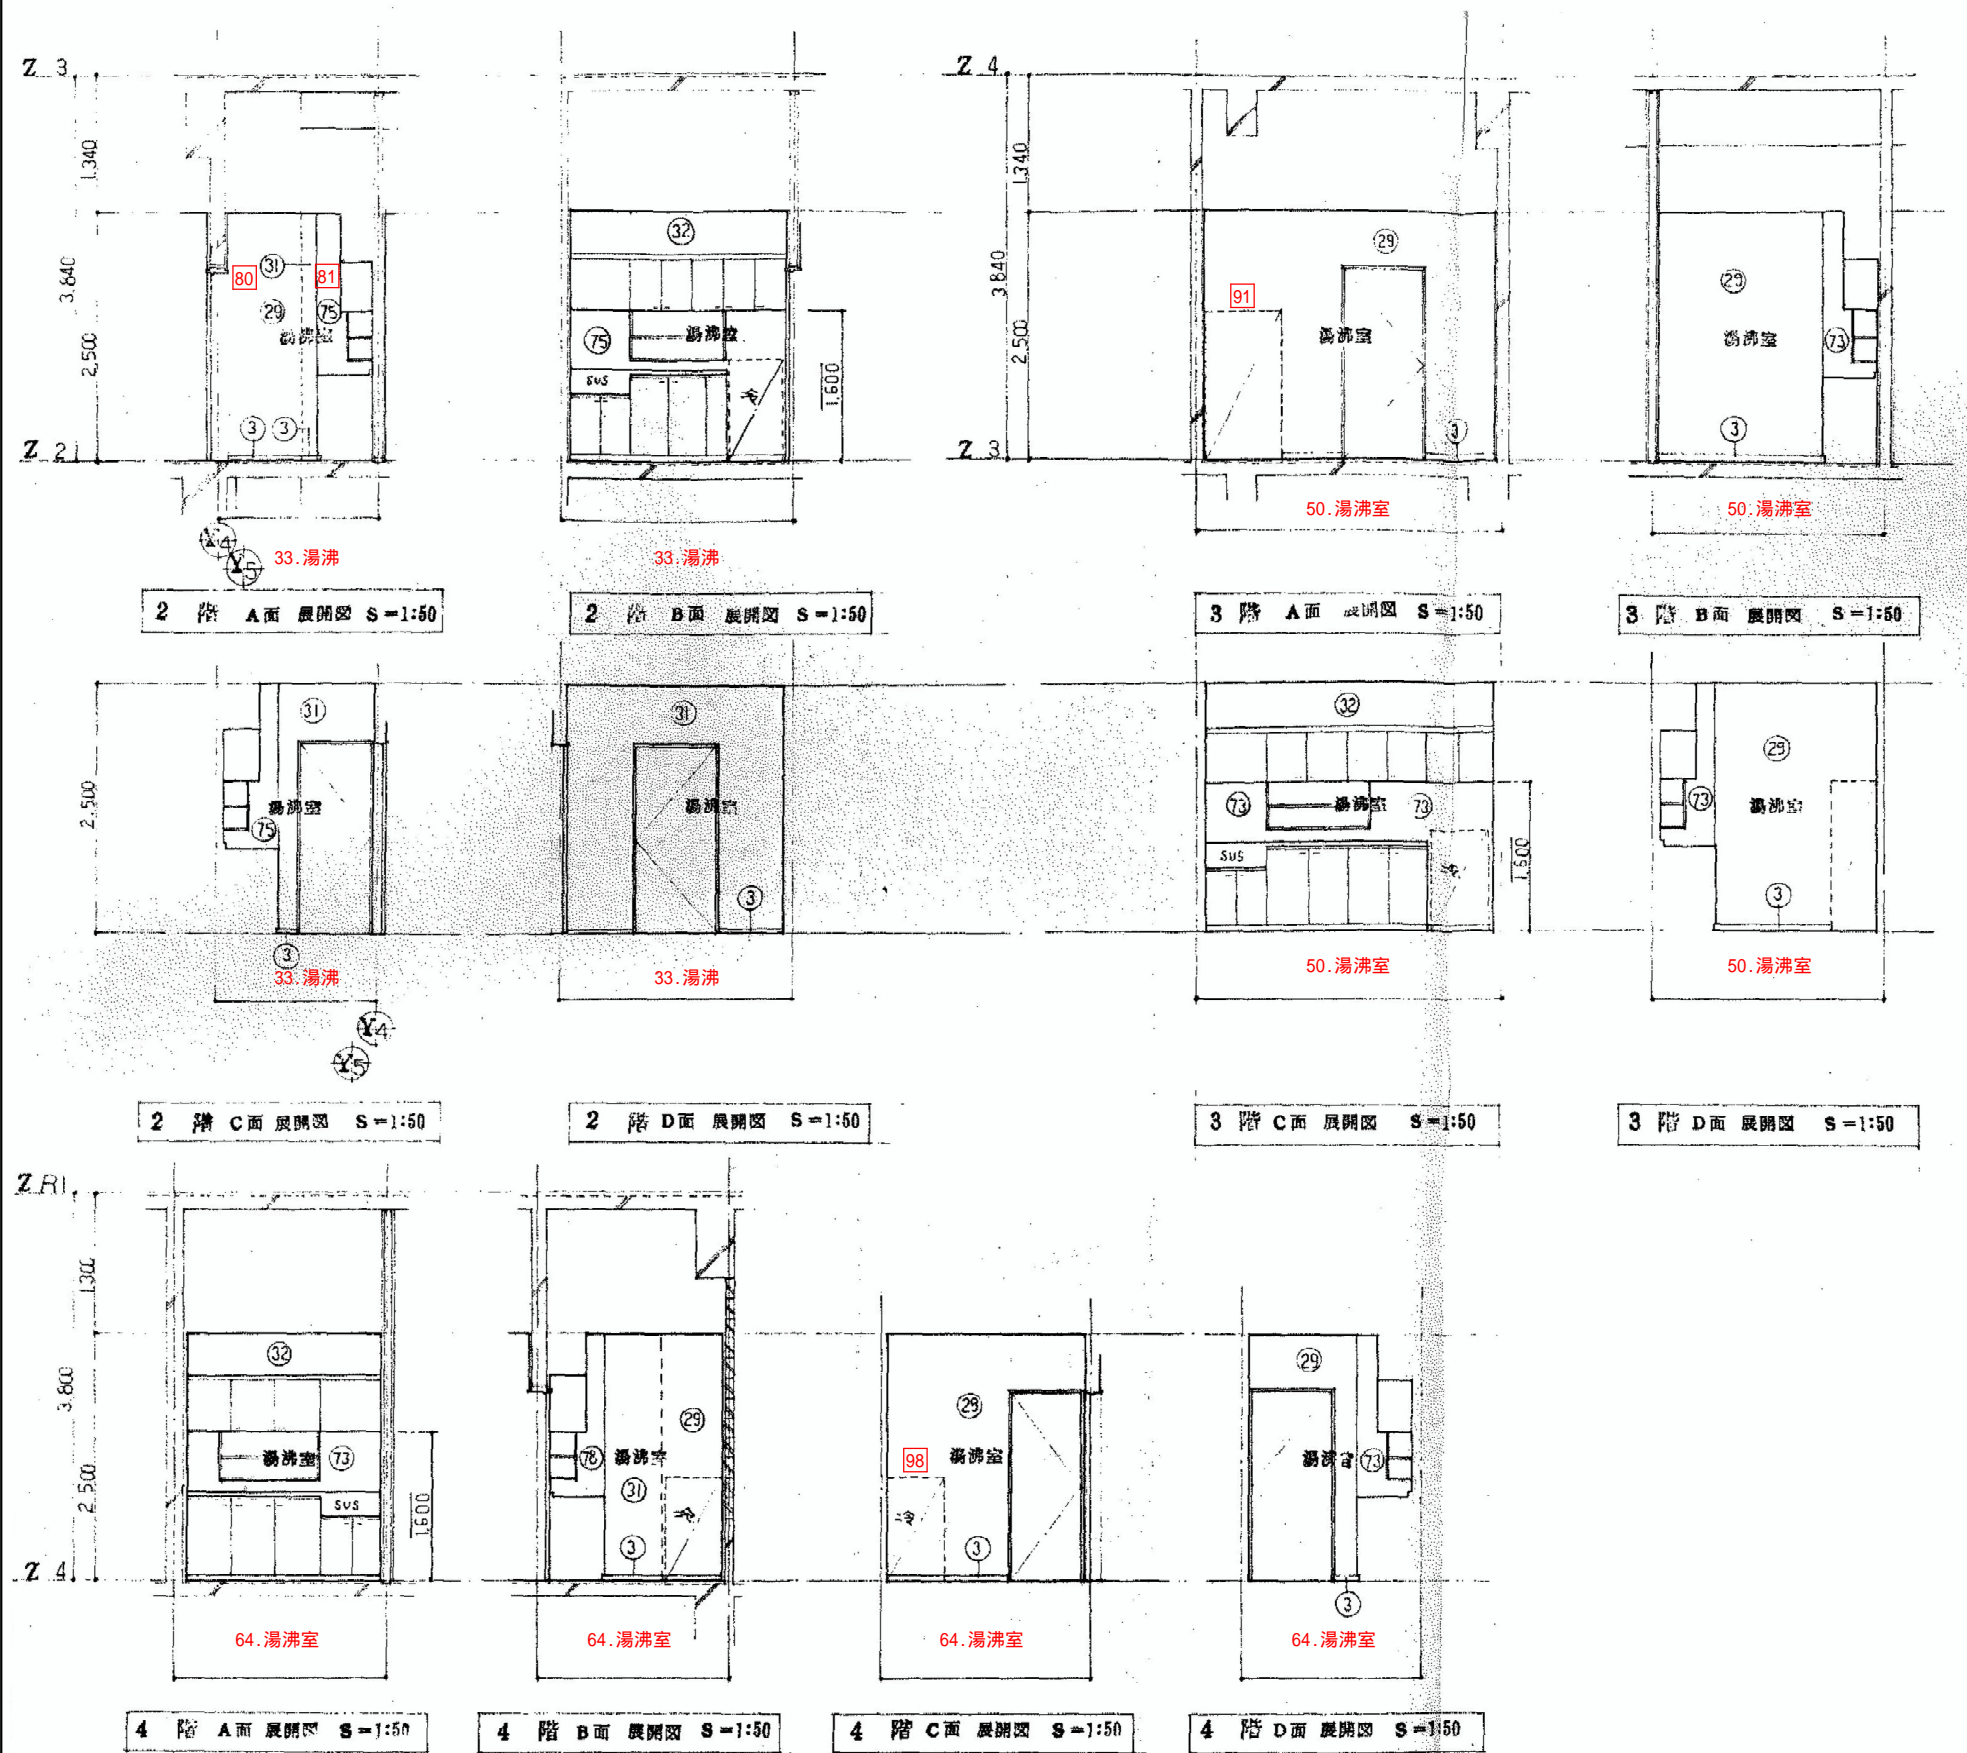 Z 3
1,340
3.840
2,500
Z 2
31
80
81
29
75
湯沸室
3
3
X4
Y5
33.湯沸
2 階 A面 展開図 S=1:50
32
75
湯沸室
SUS
冷
1,600
33.湯沸
2 階 B面 展開図 S=1:50
Z 4
1,340
3,840
2,500
Z 3
29
91
湯沸室
3
50.湯沸室
3 階 A面 展開図 S=1:50
29
湯沸室
73
3
50.湯沸室
3 階 B面 展開図 S=1:50
2,500
31
湯沸室
75
3
33.湯沸
Y4
Y5
2 階 C面 展開図 S=1:50
31
湯沸室
3
33.湯沸
2 階 D面 展開図 S=1:50
32
73
湯沸室
73
SUS
冷
1,600
50.湯沸室
3 階 C面 展開図 S=1:50
29
73
湯沸室
3
50.湯沸室
3 階 D面 展開図 S=1:50
Z R1
1,300
3,800
2,500
Z 4
32
湯沸室
73
SUS
1,600
64.湯沸室
4 階 A面 展開図 S=1:50
29
78
湯沸室
31
冷
3
64.湯沸室
4 階 B面 展開図 S=1:50
29
98
湯沸室
冷
3
64.湯沸室
4 階 C面 展開図 S=1:50
29
湯沸室
73
3
64.湯沸室
4 階 D面 展開図 S=1:50